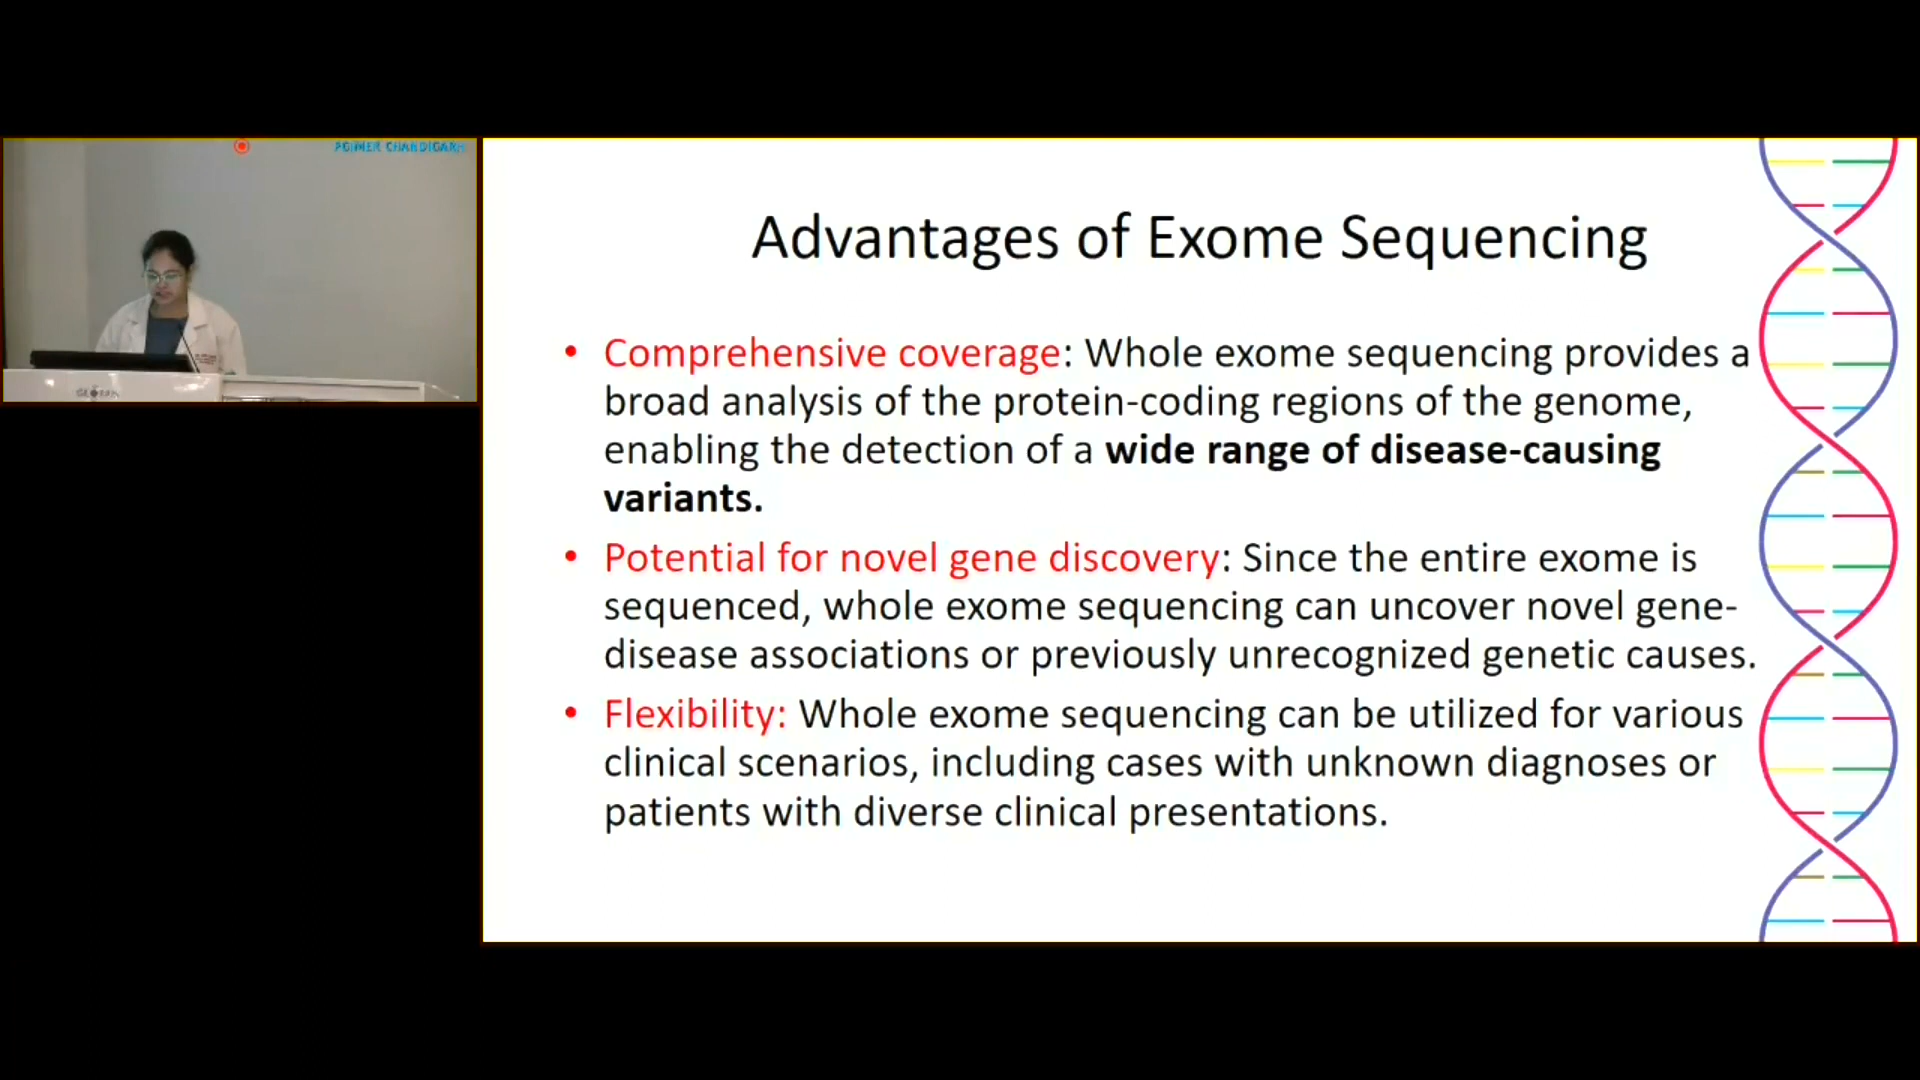 PGIMER CHANDIGARH
Advantages of Exome Sequencing
• Comprehensive coverage: Whole exome sequencing provides a
broad analysis of the protein-coding regions of the genome,
enabling the detection of a wide range of disease-causing
variants.
• Potential for novel gene discovery: Since the entire exome is
sequenced, whole exome sequencing can uncover novel gene-
disease associations or previously unrecognized genetic causes.
• Flexibility: Whole exome sequencing can be utilized for various
clinical scenarios, including cases with unknown diagnoses or
patients with diverse clinical presentations.